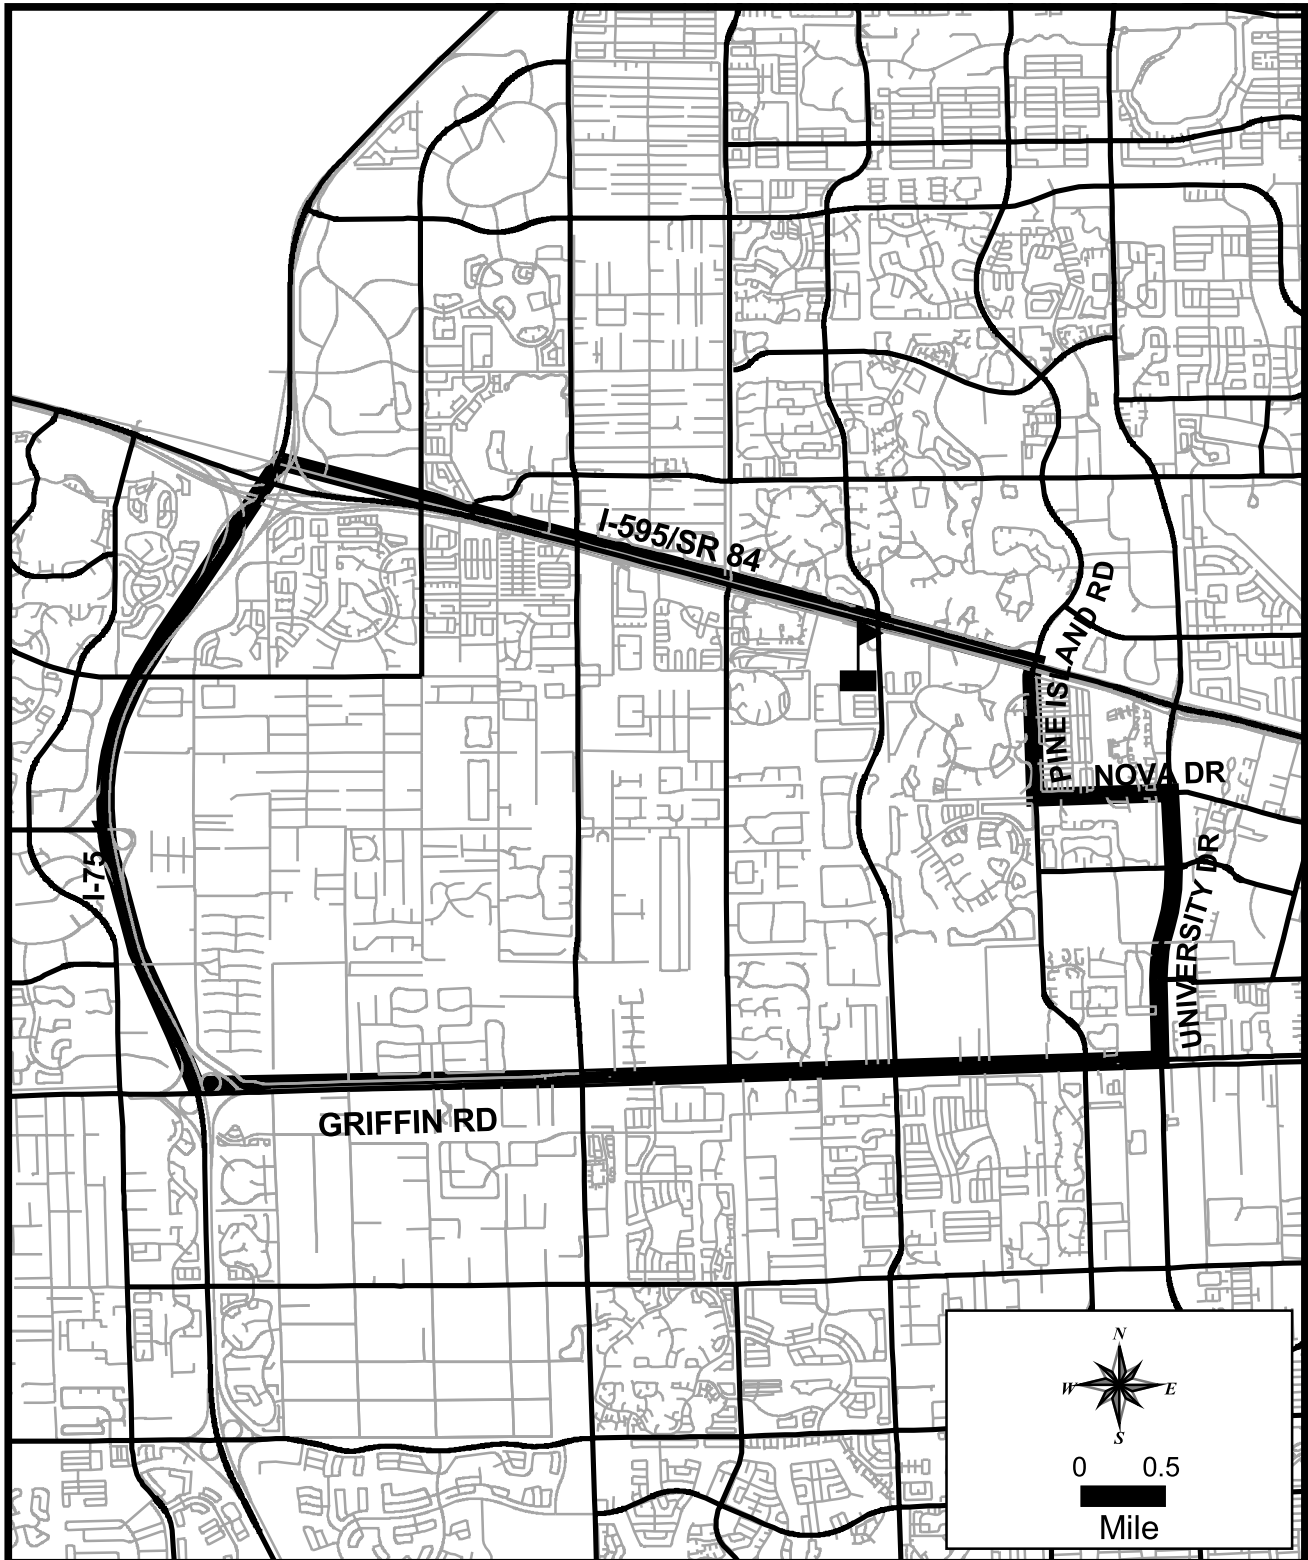 I-595/SR 84
PINE ISLAND RD
NOVA DR
I-75
UNIVERSITY DR
GRIFFIN RD
N
W E
S
0 0.5
Mile